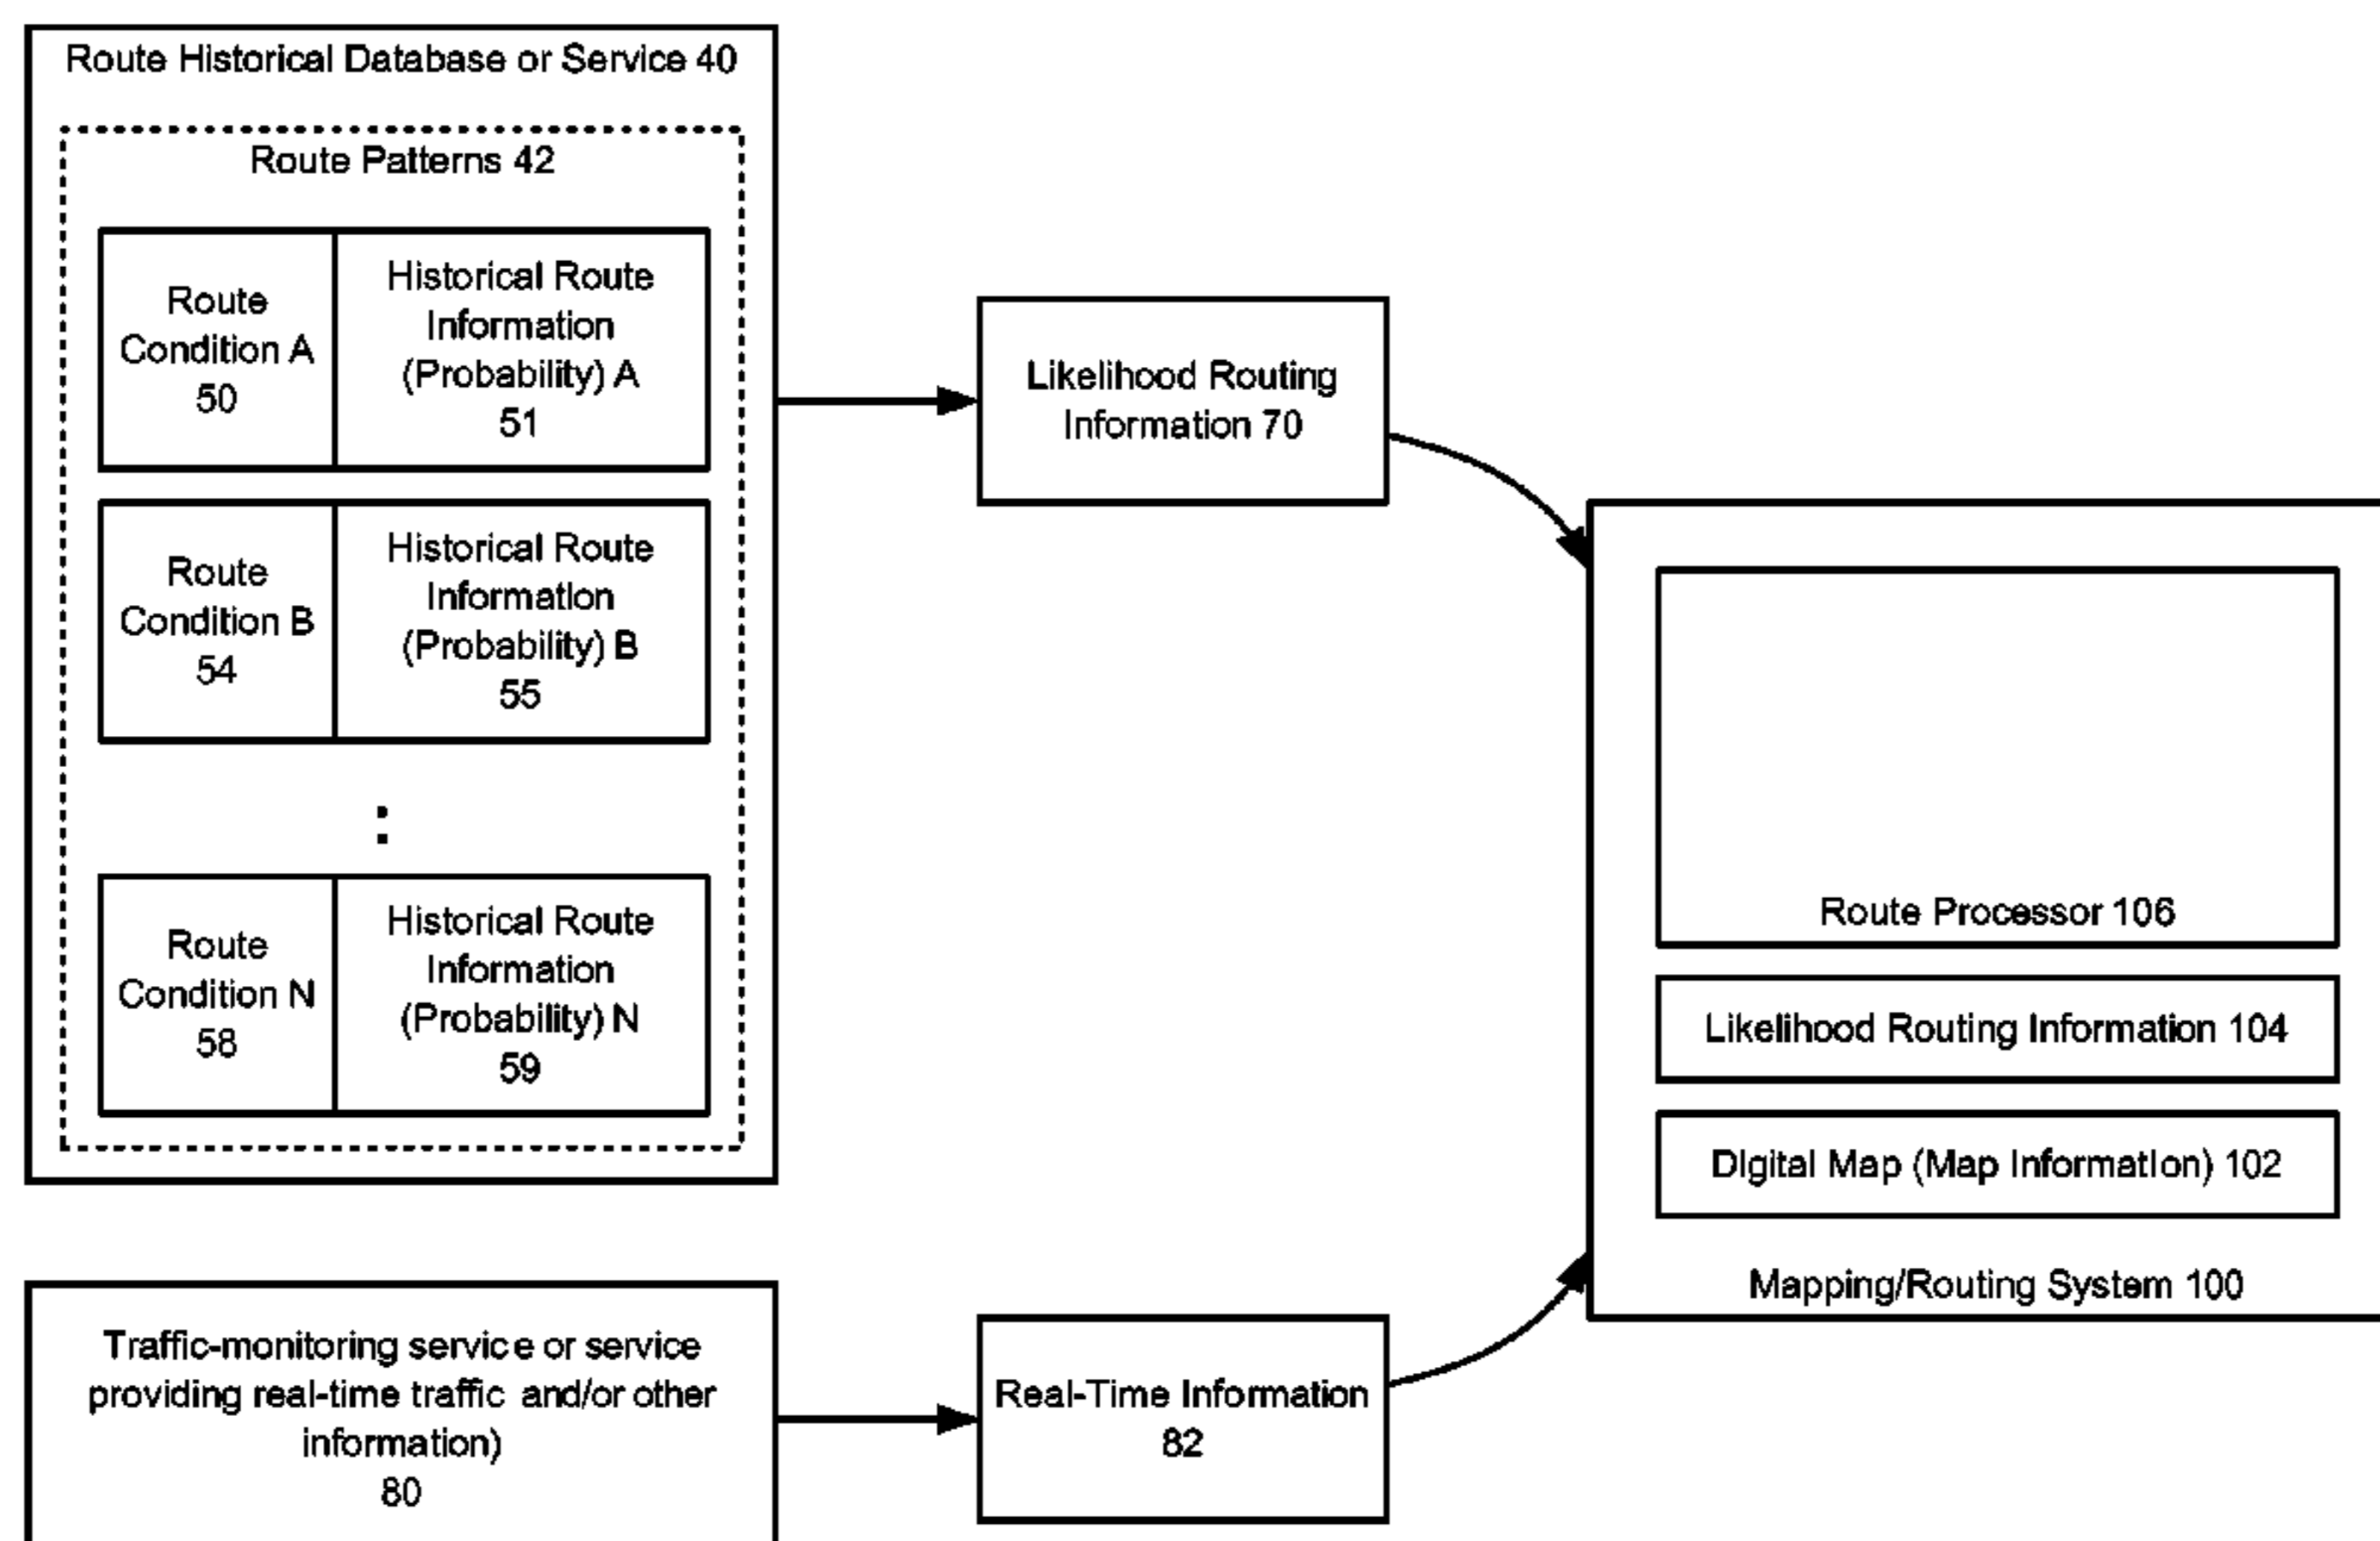 Route Historical Database or Service 40
Route Patterns 42
Route
Condition A
50
Historical Route
Information
(Probability) A
51
Route
Condition B
54
Historical Route
Information
(Probability) B
55
:
Route
Condition N
58
Historical Route
Information
(Probability) N
59
Likelihood Routing
Information 70
Route Processor 106
Likelihood Routing Information 104
Digital Map (Map Information) 102
Mapping/Routing System 100
Traffic-monitoring service or service
providing real-time traffic and/or other
information)
80
Real-Time Information
82